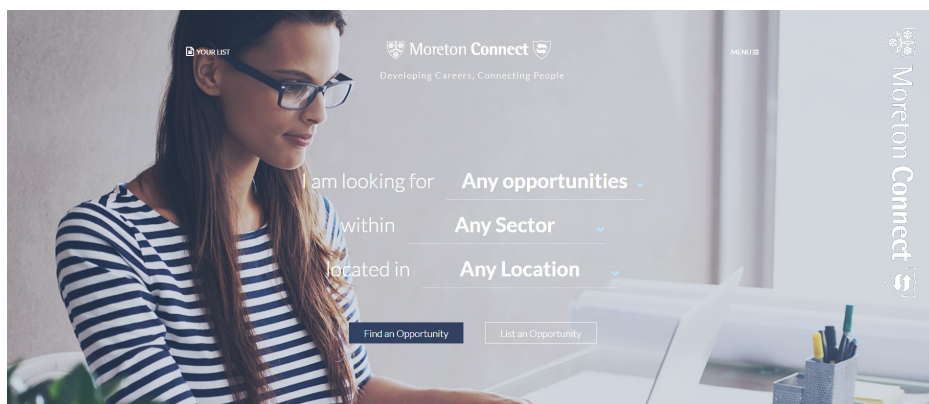 YOUR LIST
Moreton Connect
MENU
Developing Careers, Connecting People
I am looking for Any opportunities
within Any Sector
located in Any Location
Find an Opportunity
List an Opportunity
Moreton Connect